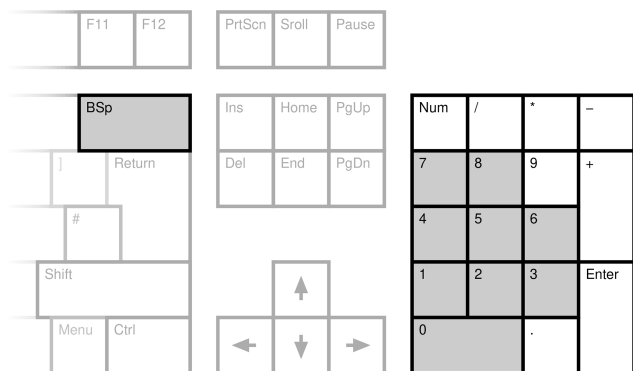 F11 F12 PrtScn Sroll Pause
BSp Ins Home PgUp Num / * –
] Return Del End PgDn 7 8 9 +
# 4 5 6
Shift 1 2 3 Enter
Menu Ctrl 0 .